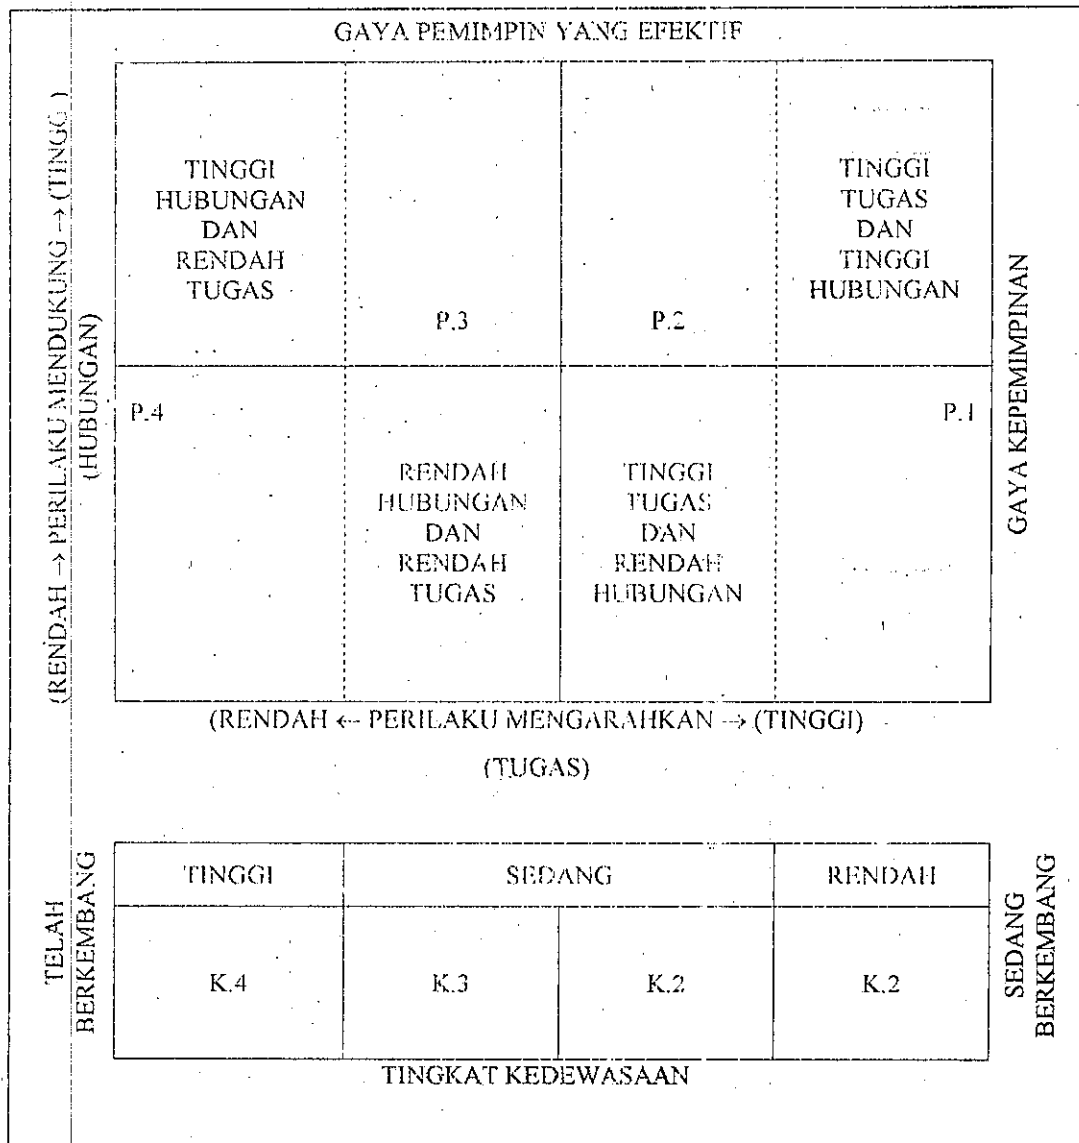 GAYA PEMIMPIN YANG EFEKTIF
(RENDAH → PERILAKU MENDUKUNG → (TINGGI)
(HUBUNGAN)
TINGGI
HUBUNGAN
DAN
RENDAH
TUGAS
P.3
P.2
TINGGI
TUGAS
DAN
TINGGI
HUBUNGAN
P.4
RENDAH
HUBUNGAN
DAN
RENDAH
TUGAS
TINGGI
TUGAS
DAN
RENDAH
HUBUNGAN
P.1
GAYA KEPEMIMPINAN
(RENDAH ← PERILAKU MENGARAHKAN → (TINGGI)
(TUGAS)
TELAH
BERKEMBANG
TINGGI
SEDANG
RENDAH
K.4
K.3
K.2
K.2
SEDANG
BERKEMBANG
TINGKAT KEDEWASAAN